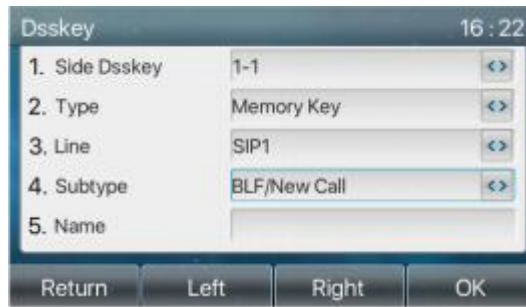 Dsskey 16 : 22
1. Side Dsskey 1-1 <>
2. Type Memory Key <>
3. Line SIP1 <>
4. Subtype BLF/New Call <>
5. Name
Return Left Right OK